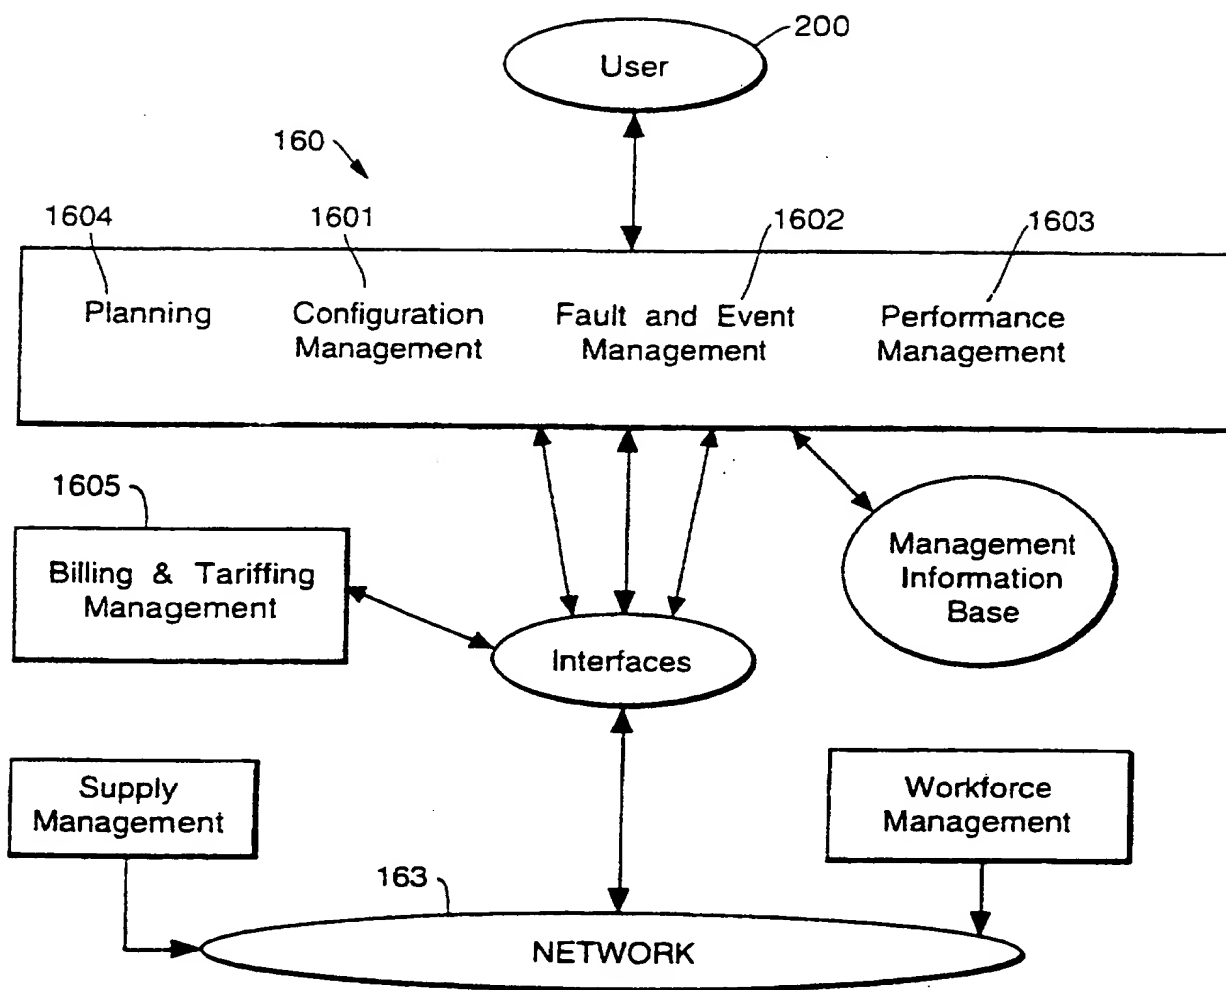 200
User
160
1604
1601
1602
1603
Planning
Configuration
Management
Fault and Event
Management
Performance
Management
1605
Billing & Tariffing
Management
Management
Information
Base
Interfaces
Supply
Management
Workforce
Management
163
NETWORK